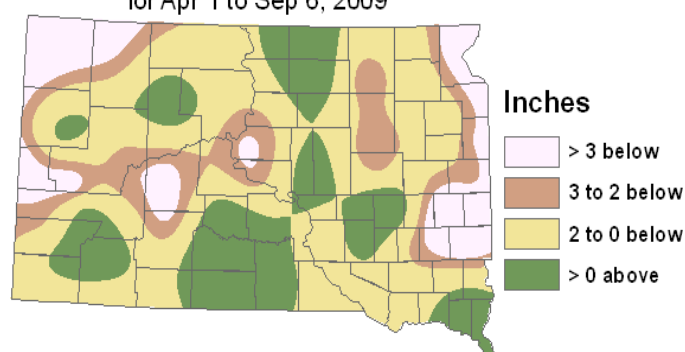 for Apr 1 to Sep 6, 2009
Inches
> 3 below
3 to 2 below
2 to 0 below
> 0 above